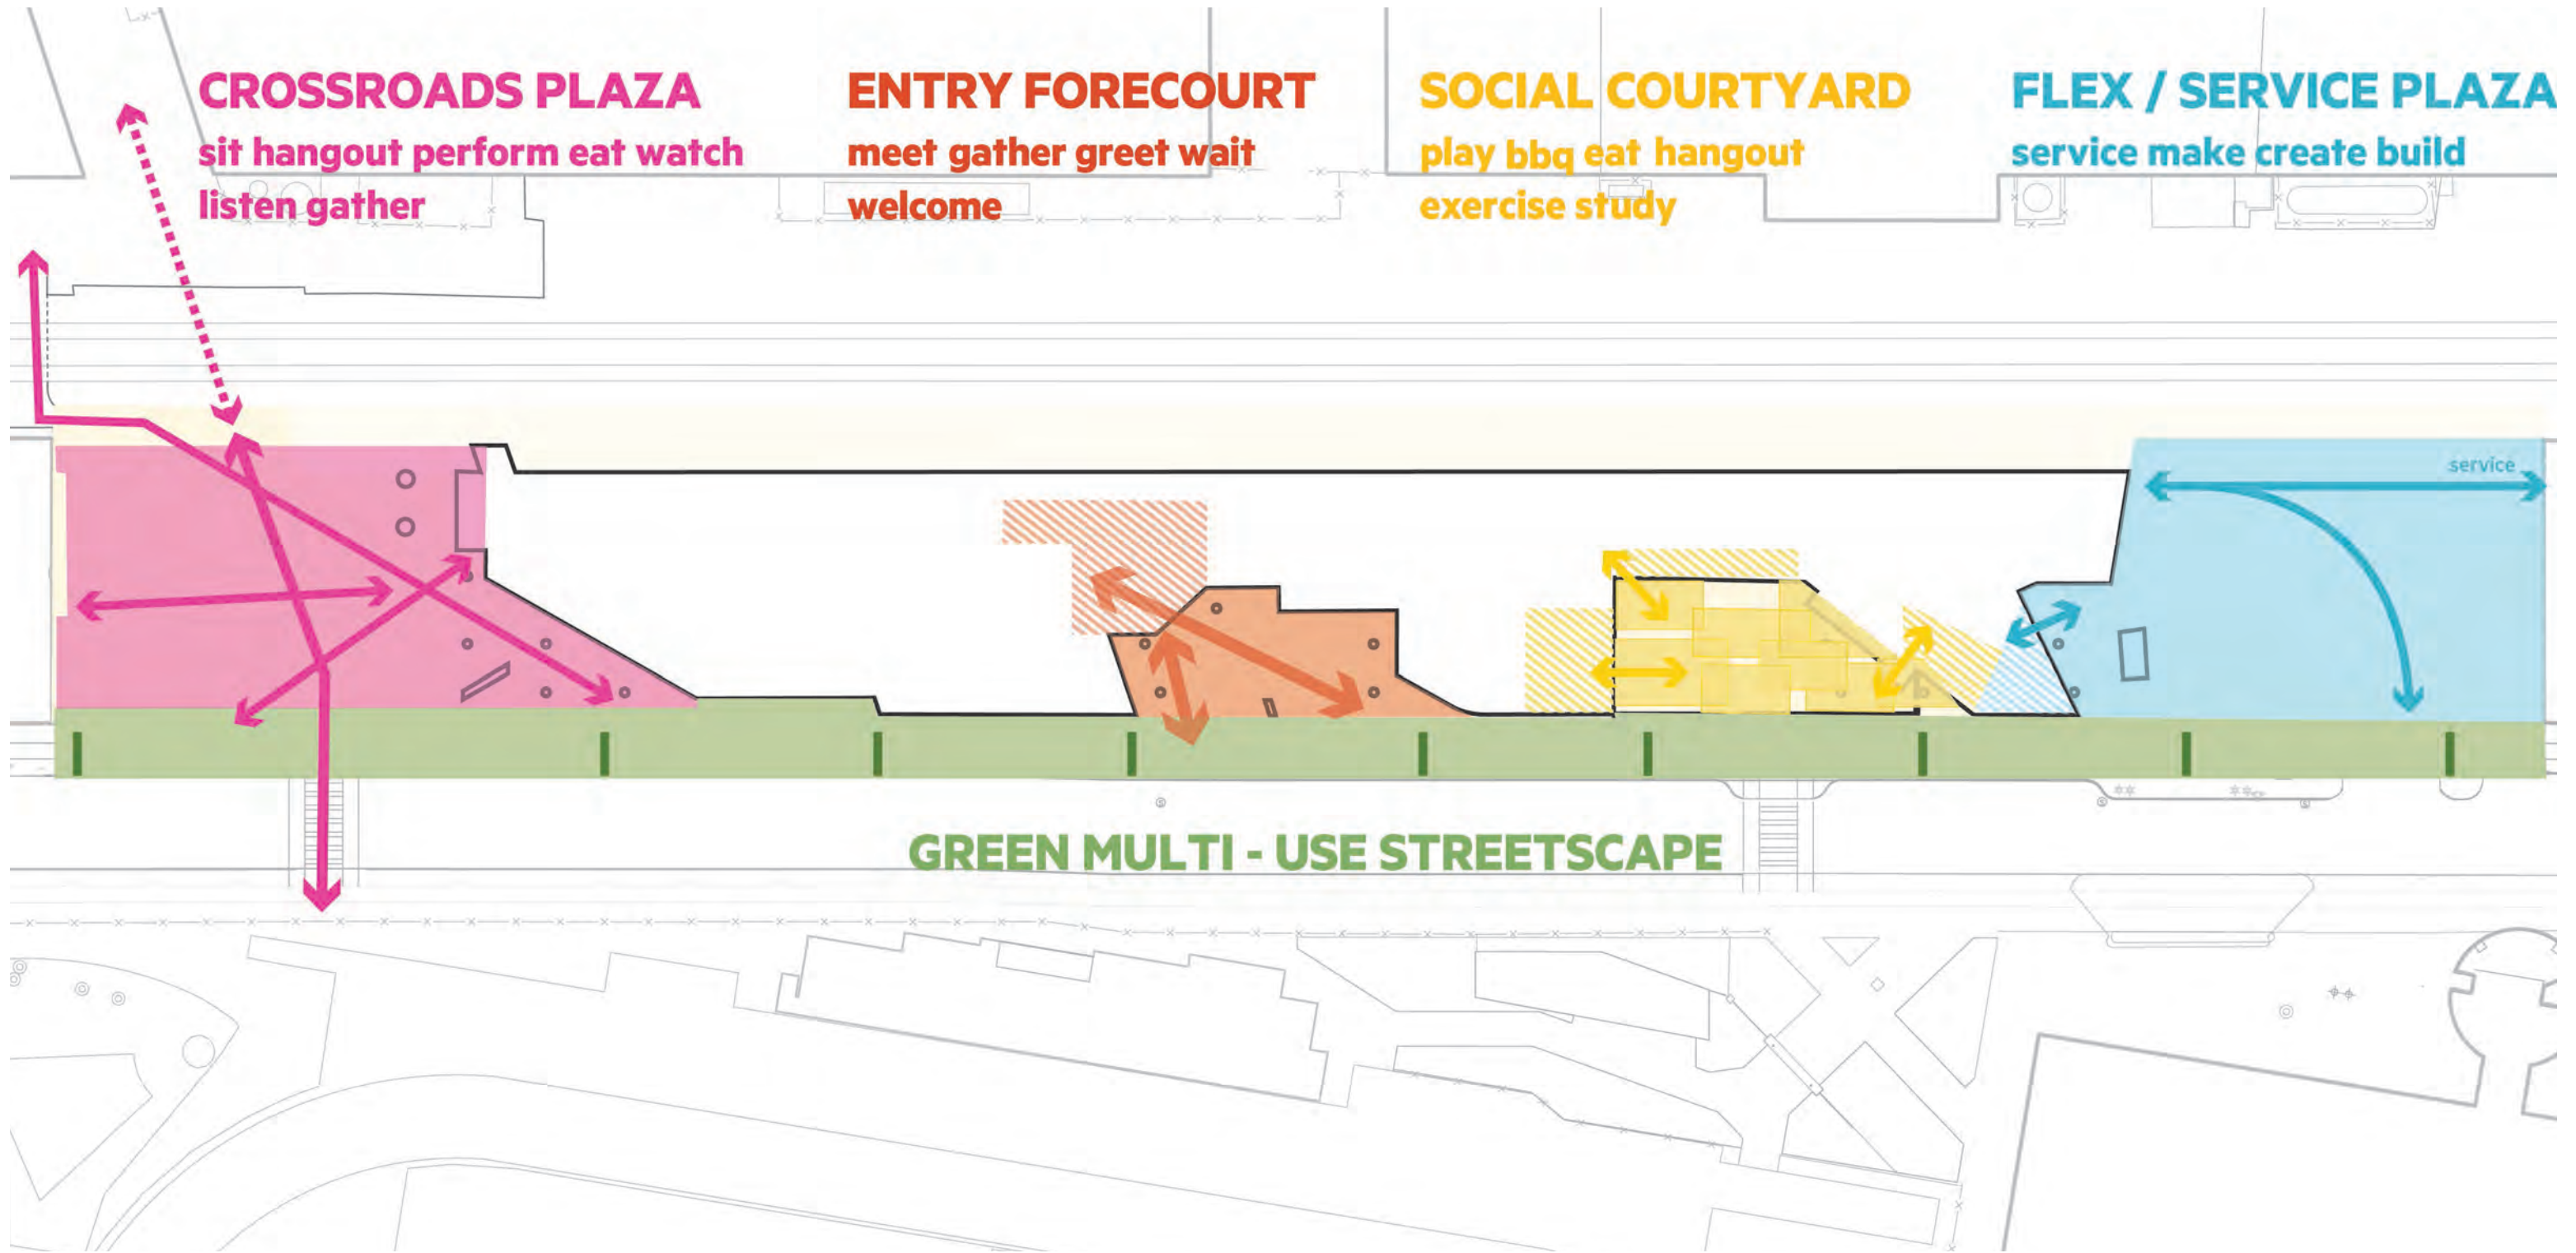 CROSSROADS PLAZA
sit hangout perform eat watch
listen gather
ENTRY FORECOURT
meet gather greet wait
welcome
SOCIAL COURTYARD
play bbq eat hangout
exercise study
FLEX / SERVICE PLAZA
service make create build
service
GREEN MULTI - USE STREETSCAPE